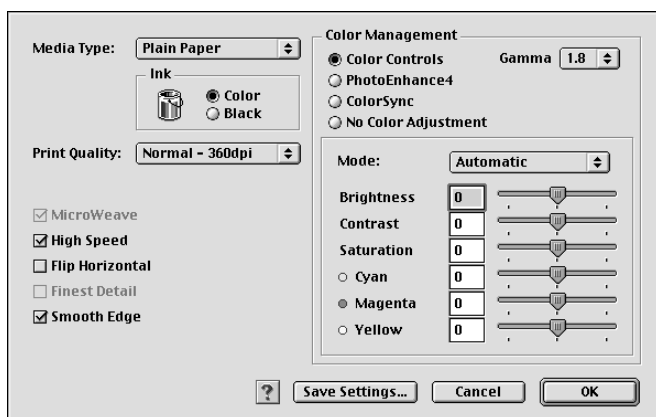 Media Type: Plain Paper
Ink
Color
Black
Print Quality: Normal - 360dpi
MicroWeave
High Speed
Flip Horizontal
Finest Detail
Smooth Edge
Color Management
Color Controls Gamma 1.8
PhotoEnhance4
ColorSync
No Color Adjustment
Mode: Automatic
Brightness 0
Contrast 0
Saturation 0
Cyan 0
Magenta 0
Yellow 0
? Save Settings... Cancel OK